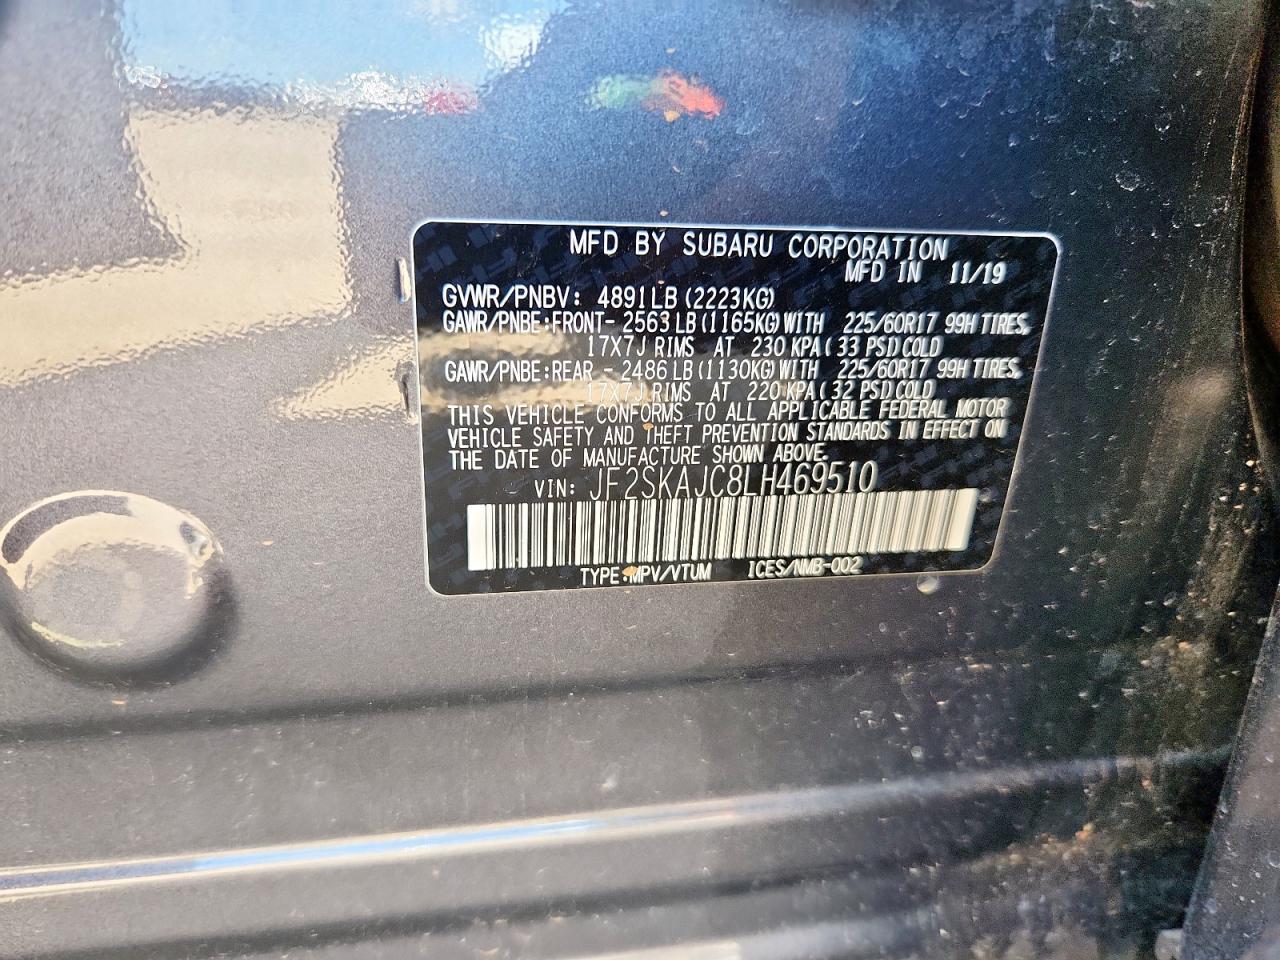 MFD BY SUBARU CORPORATION
MFD IN 11/19
GVWR/PNBV: 4891LB (2223KG)
GAWR/PNBE:FRONT- 2563LB (1165KG) WITH 225/60R17 99H TIRES,
17X7J RIMS AT 230 KPA( 33 PSI) COLD
GAWR/PNBE:REAR - 2486LB (1130KG) WITH 225/60R17 99H TIRES,
17X7J RIMS AT 220 KPA( 32 PSI) COLD
THIS VEHICLE CONFORMS TO ALL APPLICABLE FEDERAL MOTOR
VEHICLE SAFETY AND THEFT PREVENTION STANDARDS IN EFFECT ON
THE DATE OF MANUFACTURE SHOWN ABOVE.
VIN: JF2SKAJC8LH469510
TYPE:MPV/VTUM ICES/NMB-002